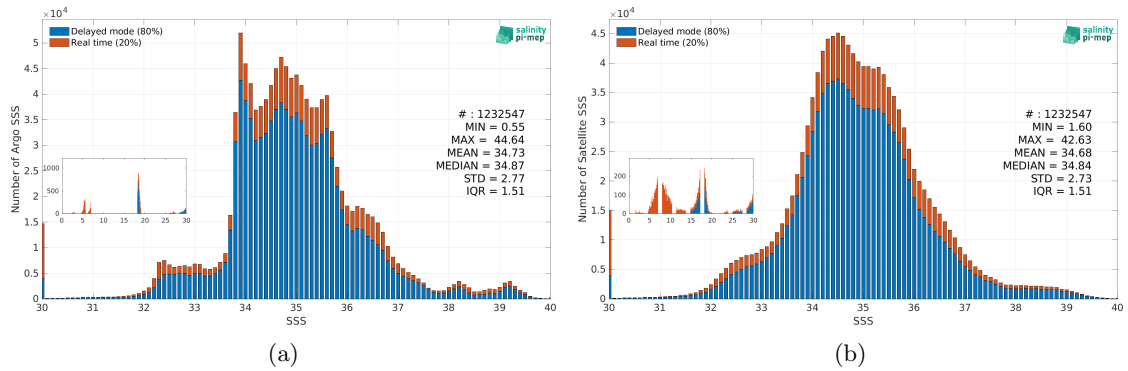 ×10⁴
Delayed mode (80%)
Real time (20%)
salinity
pi-mep
Number of Argo SSS
5
4.5
4
3.5
3
2.5
2
1.5
1
0.5
0
# : 1232547
MIN = 0.55
MAX = 44.64
MEAN = 34.73
MEDIAN = 34.87
STD = 2.77
IQR = 1.51
1000
500
0
0 5 10 15 20 25 30
30 31 32 33 34 35 36 37 38 39 40
SSS
(a)
×10⁴
Delayed mode (80%)
Real time (20%)
salinity
pi-mep
Number of Satellite SSS
4.5
4
3.5
3
2.5
2
1.5
1
0.5
0
# : 1232547
MIN = 1.60
MAX = 42.63
MEAN = 34.68
MEDIAN = 34.84
STD = 2.73
IQR = 1.51
200
100
0
0 5 10 15 20 25 30
30 31 32 33 34 35 36 37 38 39 40
SSS
(b)